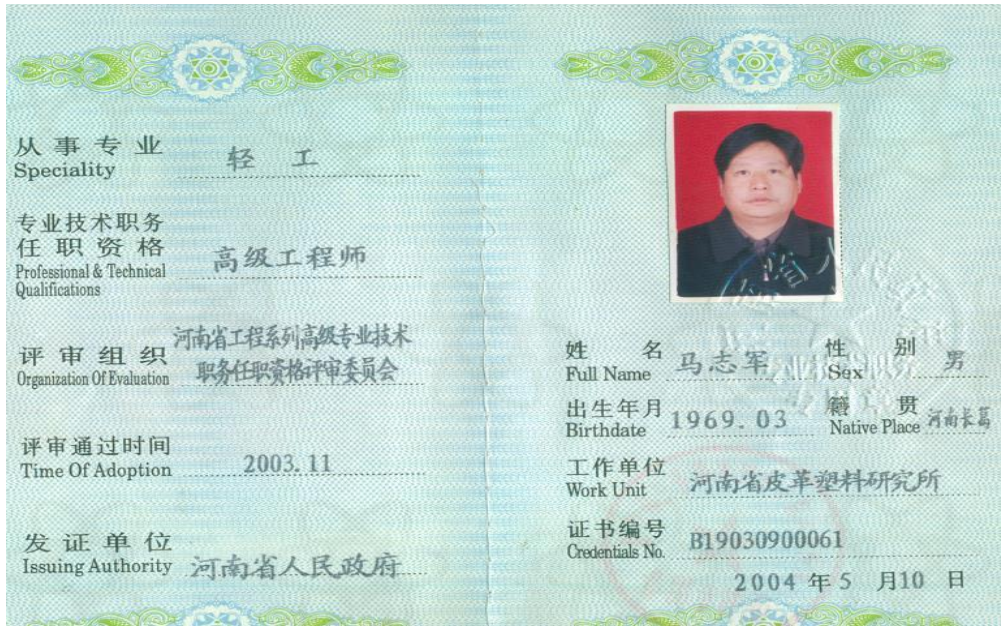 从事专业 轻工
Speciality
专业技术职务
任职资格 高级工程师
Professional & Technical
Qualifications
河南省工程系列高级专业技术
评审组织 职务任职资格评审委员会
Organization Of Evaluation
评审通过时间 2003.11
Time Of Adoption
发证单位 河南省人民政府
Issuing Authority
姓名 马志军 性别 男
Full Name Sex
出生年月 1969.03 籍贯 河南长葛
Birthdate Native Place
工作单位 河南省皮革塑料研究所
Work Unit
证书编号 B19030900061
Credentials No.
2004年5月10日